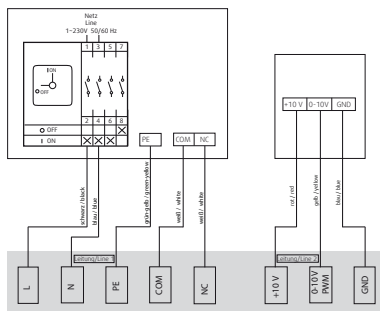 Netz
Line
1~230V 50/60 Hz
1 3 5 7
I ON
OFF
2 4 6 8
O OFF
I ON
PE
COM NC
+10 V 0-10V GND
schwarz / black
blau / blue
grün-gelb / green-yellow
weiß / white
weiß / white
rot / red
gelb / yellow
blau / blue
Leitung/Line 1
Leitung/Line 2
L
N
PE
COM
NC
+10 V
0-10V
PWM
GND